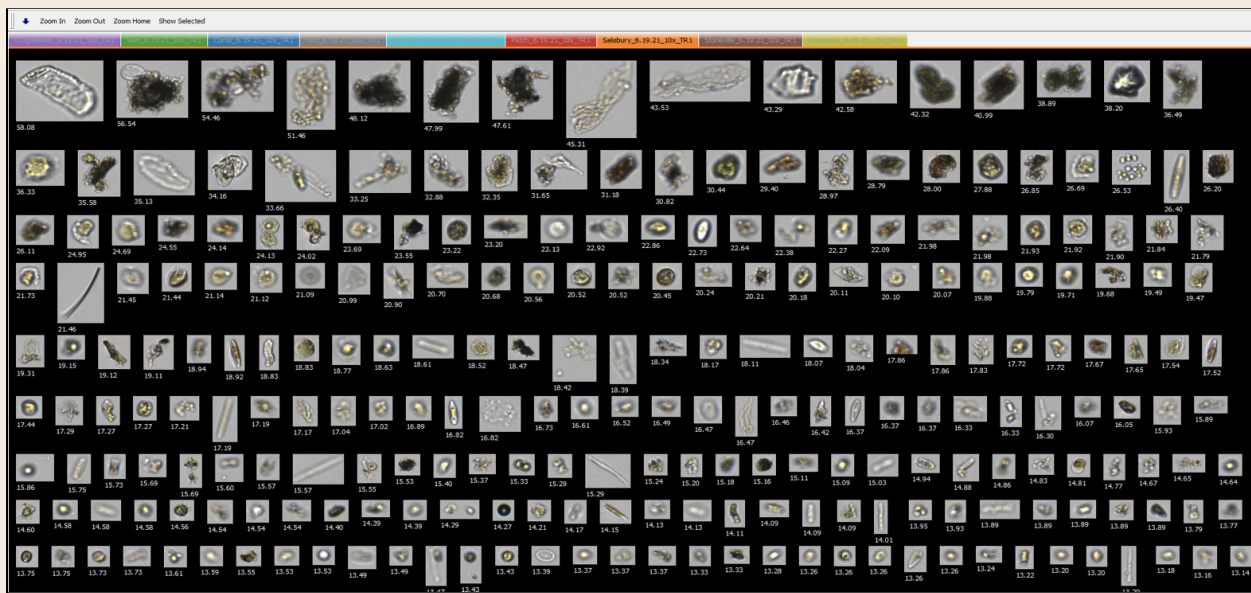 Zoom In Zoom Out Zoom Home Show Selected
Salisbury_6.19.21_10x_TR1
58.08 56.54 54.46 51.46 48.12 47.99 47.61 45.31 43.53 43.29 42.58 42.32 40.99 38.89 38.20 36.49
36.33 35.58 35.13 34.16 33.66 33.25 32.88 32.35 31.65 31.18 30.82 30.44 29.40 28.97 28.79 28.00 27.88 26.85 26.69 26.53 26.40 26.20
26.11 24.95 24.69 24.55 24.14 24.13 24.02 23.69 23.55 23.22 23.20 23.13 22.92 22.86 22.73 22.64 22.38 22.27 22.09 21.98 21.98 21.93 21.92 21.90 21.84 21.79
21.73 21.46 21.45 21.44 21.14 21.12 21.09 20.99 20.90 20.70 20.68 20.56 20.52 20.52 20.45 20.24 20.21 20.18 20.11 20.10 20.07 19.88 19.79 19.71 19.68 19.49 19.47
19.31 19.15 19.12 19.11 18.94 18.92 18.83 18.83 18.77 18.63 18.61 18.52 18.47 18.42 18.39 18.34 18.17 18.11 18.07 18.04 17.86 17.86 17.83 17.72 17.72 17.67 17.65 17.54 17.52
17.44 17.29 17.27 17.27 17.21 17.19 17.19 17.17 17.04 17.02 16.89 16.82 16.82 16.73 16.61 16.52 16.49 16.47 16.47 16.46 16.42 16.37 16.37 16.37 16.33 16.33 16.30 16.07 16.05 15.93 15.89
15.86 15.75 15.73 15.69 15.69 15.60 15.57 15.57 15.55 15.53 15.40 15.37 15.33 15.29 15.29 15.24 15.20 15.18 15.16 15.11 15.09 15.03 14.94 14.88 14.86 14.83 14.81 14.77 14.67 14.65 14.64
14.60 14.58 14.58 14.58 14.56 14.54 14.54 14.54 14.40 14.39 14.39 14.29 14.27 14.21 14.17 14.15 14.13 14.13 14.11 14.09 14.09 14.09 14.01 13.95 13.93 13.89 13.89 13.89 13.89 13.89 13.79 13.77
13.75 13.75 13.73 13.73 13.61 13.59 13.55 13.53 13.53 13.49 13.49 13.47 13.43 13.43 13.39 13.37 13.37 13.37 13.33 13.33 13.28 13.26 13.26 13.26 13.26 13.26 13.24 13.22 13.20 13.20 13.20 13.18 13.16 13.14